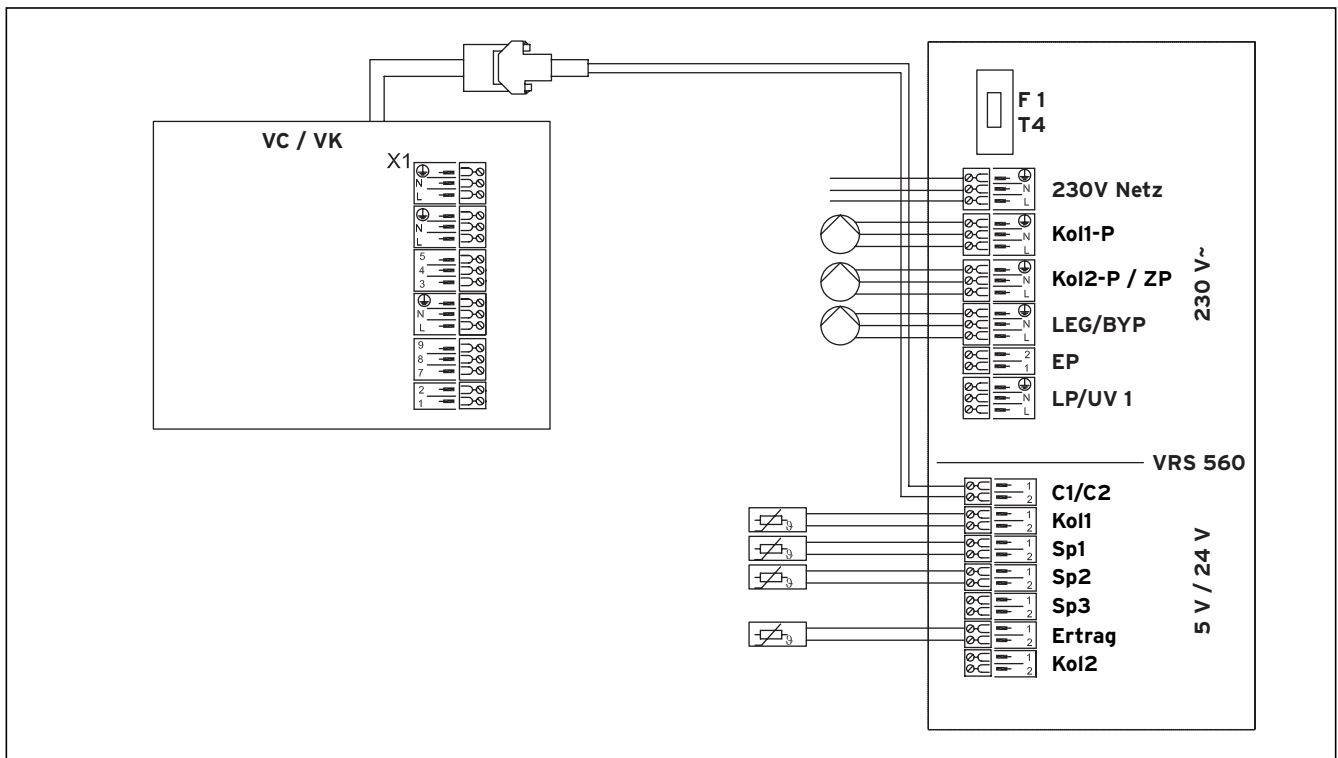 VC / VK
X1
N
L
N
L
5
4
3
N
L
9
8
7
2
1
F 1
T4
N
L
230V Netz
N
L
Kol1-P
N
L
Kol2-P / ZP
N
L
LEG/BYP
2
1
EP
N
L
LP/UV 1
230 V~
VRS 560
1
2
C1/C2
ϑ
1
2
Kol1
ϑ
1
2
Sp1
ϑ
1
2
Sp2
1
2
Sp3
ϑ
1
2
Ertrag
1
2
Kol2
5 V / 24 V